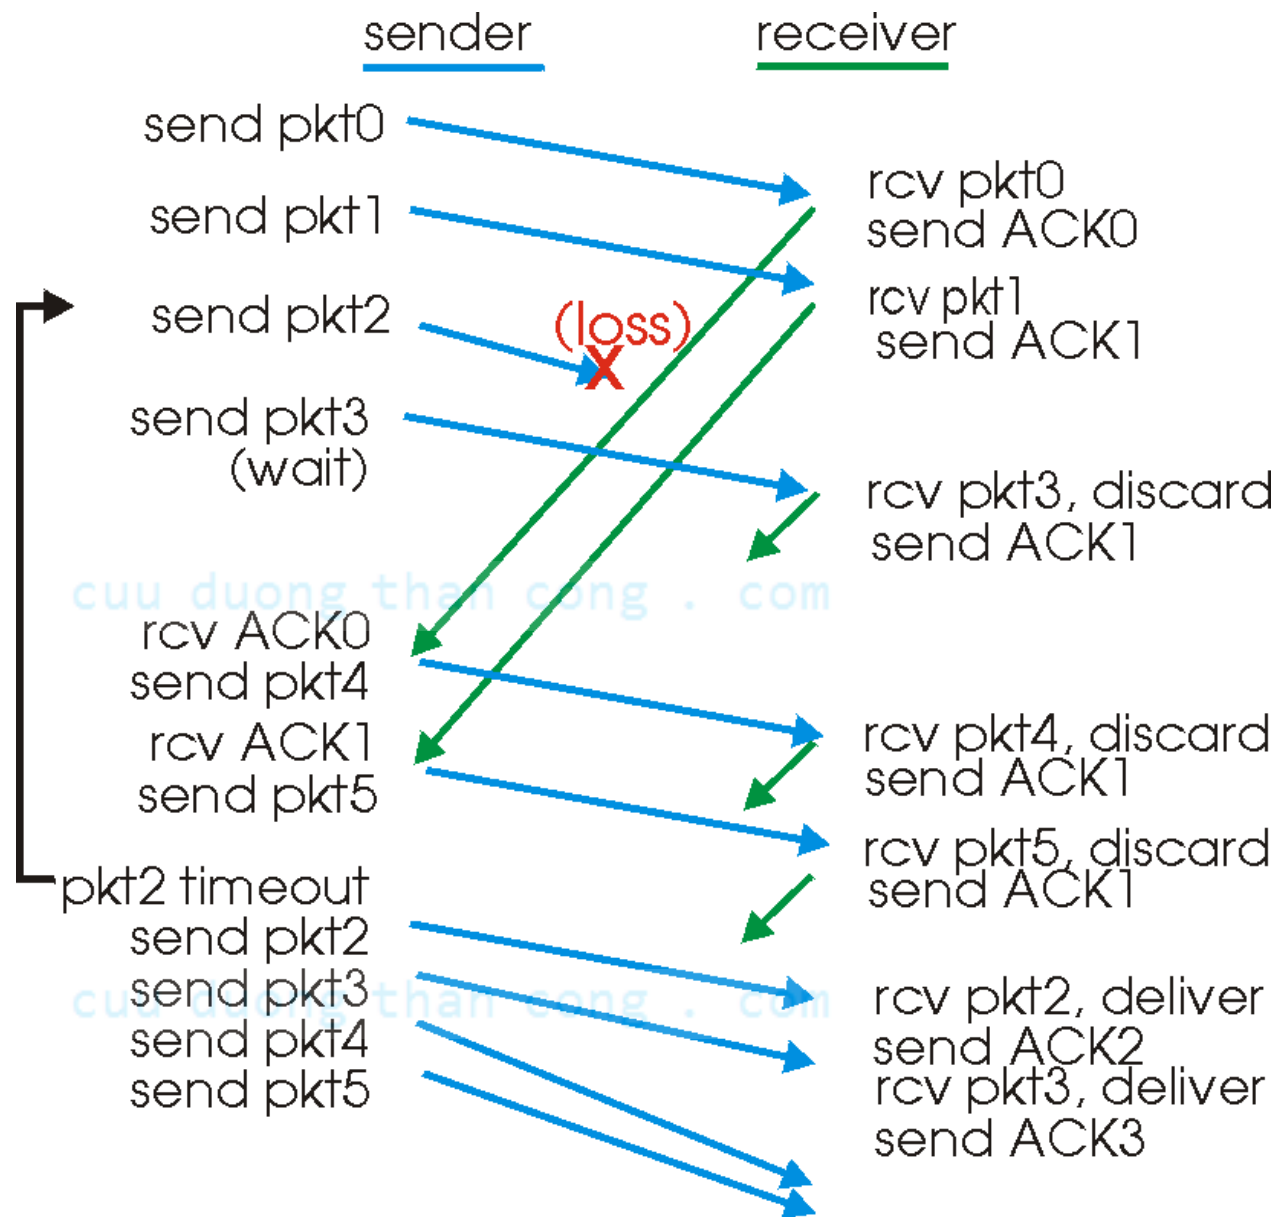 sender
receiver
send pkt0
rcv pkt0
send ACK0
send pkt1
rcv pkt1
send ACK1
send pkt2
(loss)
X
send pkt3
(wait)
rcv pkt3, discard
send ACK1
cuu duong than cong . com
rcv ACK0
send pkt4
rcv ACK1
send pkt5
rcv pkt4, discard
send ACK1
rcv pkt5, discard
send ACK1
pkt2 timeout
send pkt2
send pkt3
send pkt4
send pkt5
cuu duong than cong . com
rcv pkt2, deliver
send ACK2
rcv pkt3, deliver
send ACK3